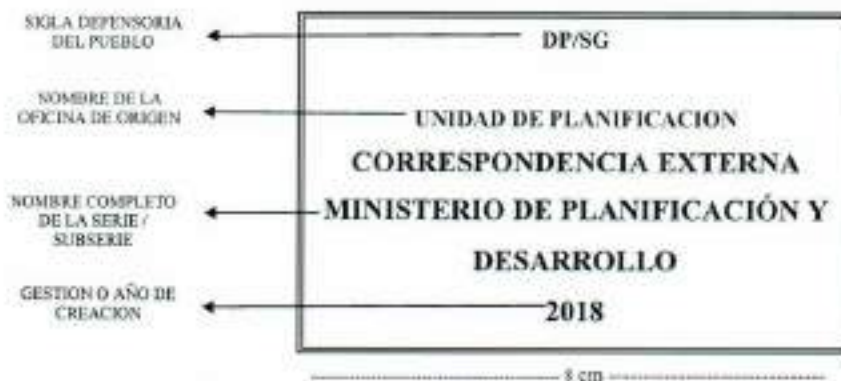 SIGLA DEFENSORIA
DEL PUEBLO
DP/SG
NOMBRE DE LA
OFICINA DE ORIGEN
UNIDAD DE PLANIFICACION
CORRESPONDENCIA EXTERNA
NOMBRE COMPLETO
DE LA SERIE /
SUBSERIE
MINISTERIO DE PLANIFICACIÓN Y
DESARROLLO
GESTION O AÑO DE
CREACION
2018
8 cm